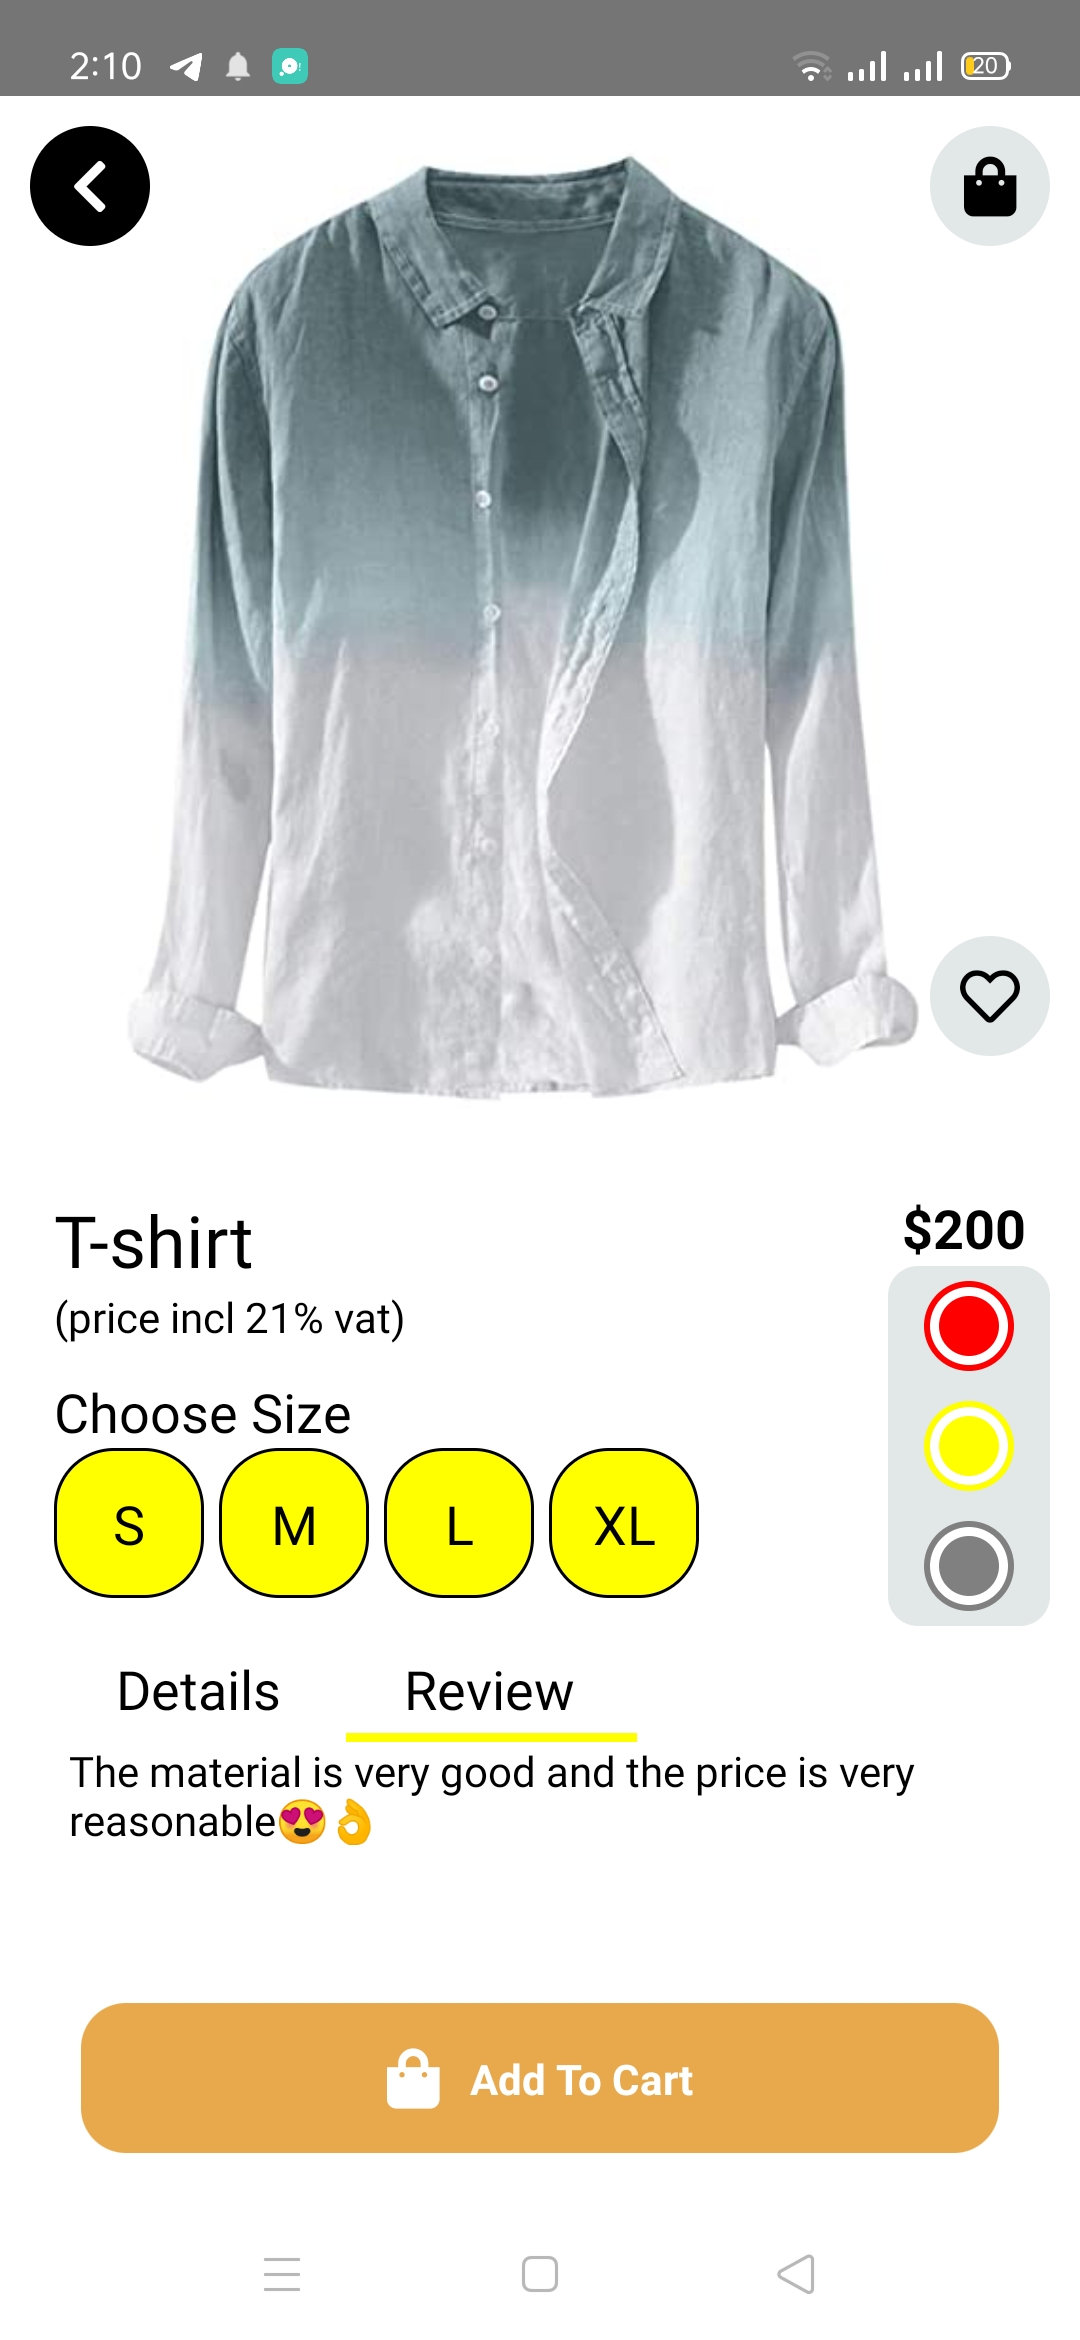 2:10
20
T-shirt
$200
(price incl 21% vat)
Choose Size
S M L XL
Details Review
The material is very good and the price is very
reasonable😍👌
Add To Cart